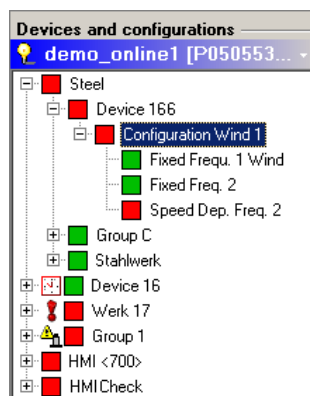 Devices and configurations
demo_online1 [P050553...
Steel
Device 166
Configuration Wind 1
Fixed Frequ. 1 Wind
Fixed Freq. 2
Speed Dep. Freq. 2
Group C
Stahlwerk
Device 16
Werk 17
Group 1
HMI <700>
HMICheck